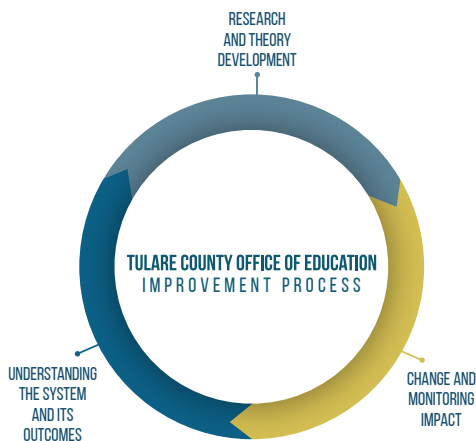 RESEARCH
AND THEORY
DEVELOPMENT
TULARE COUNTY OFFICE OF EDUCATION
IMPROVEMENT PROCESS
UNDERSTANDING
THE SYSTEM
AND ITS
OUTCOMES
CHANGE AND
MONITORING
IMPACT